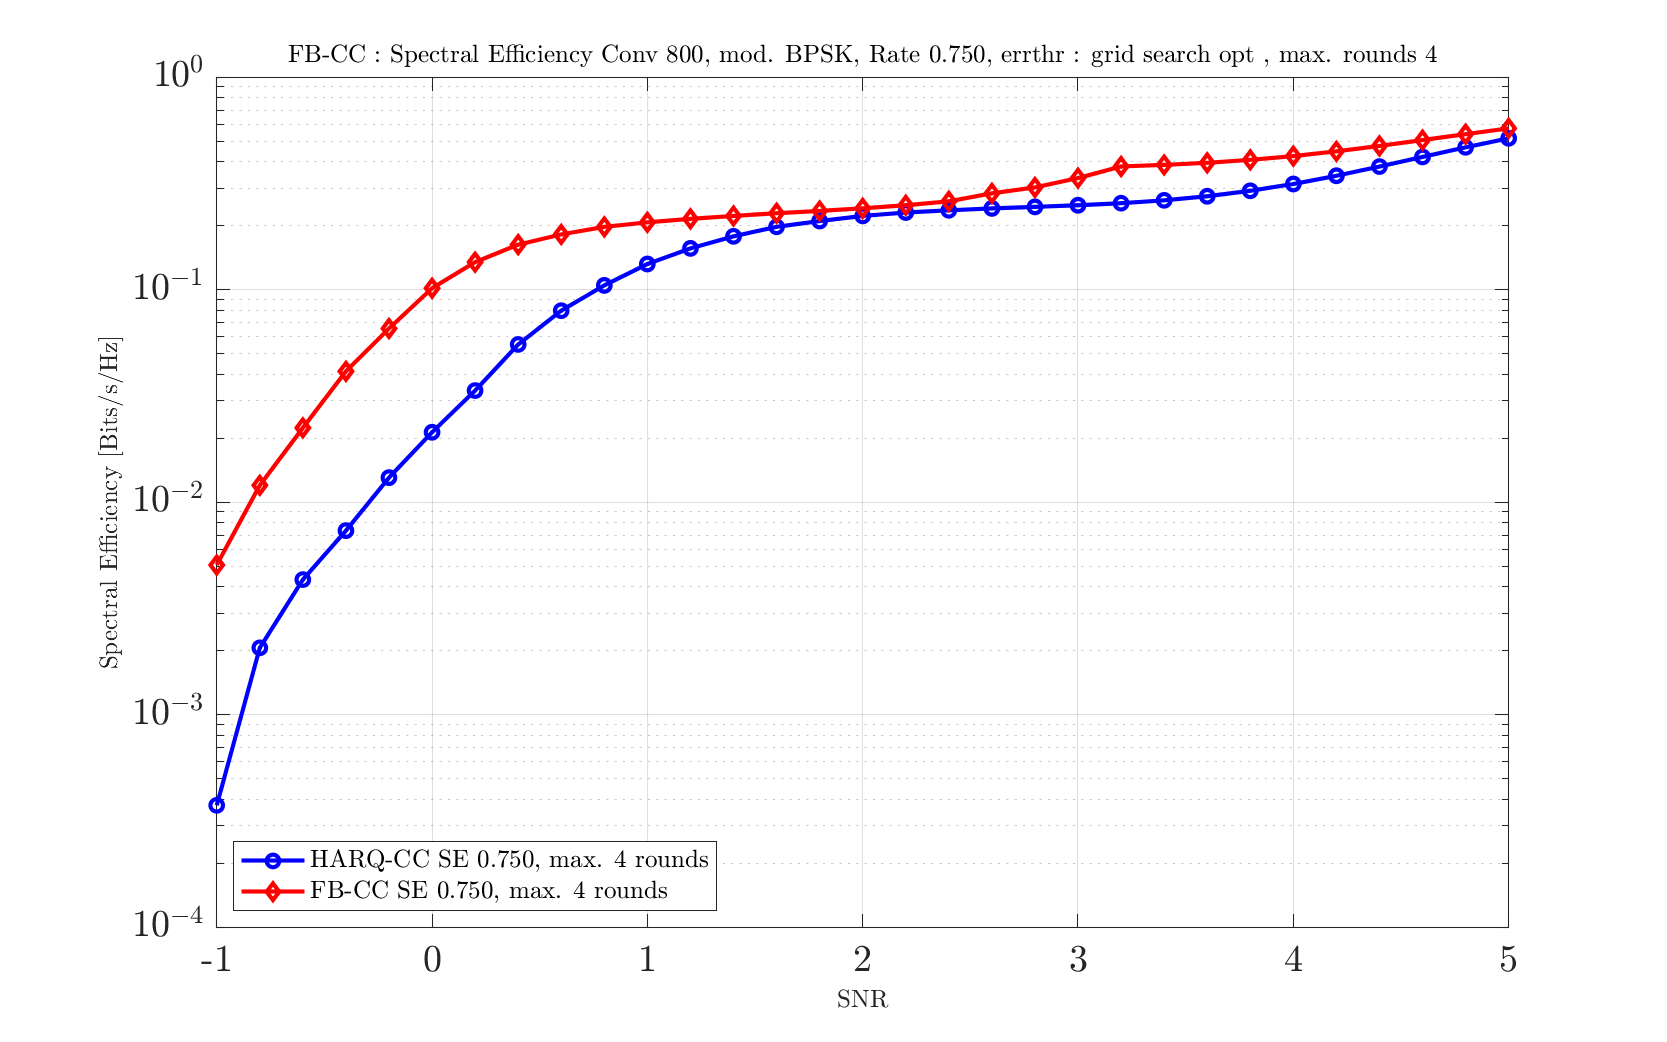 FB-CC : Spectral Efficiency Conv 800, mod. BPSK, Rate 0.750, errthr : grid search opt , max. rounds 4
10^0
10^-1
10^-2
10^-3
10^-4
Spectral Efficiency [Bits/s/Hz]
HARQ-CC SE 0.750, max. 4 rounds
FB-CC SE 0.750, max. 4 rounds
-1 0 1 2 3 4 5
SNR